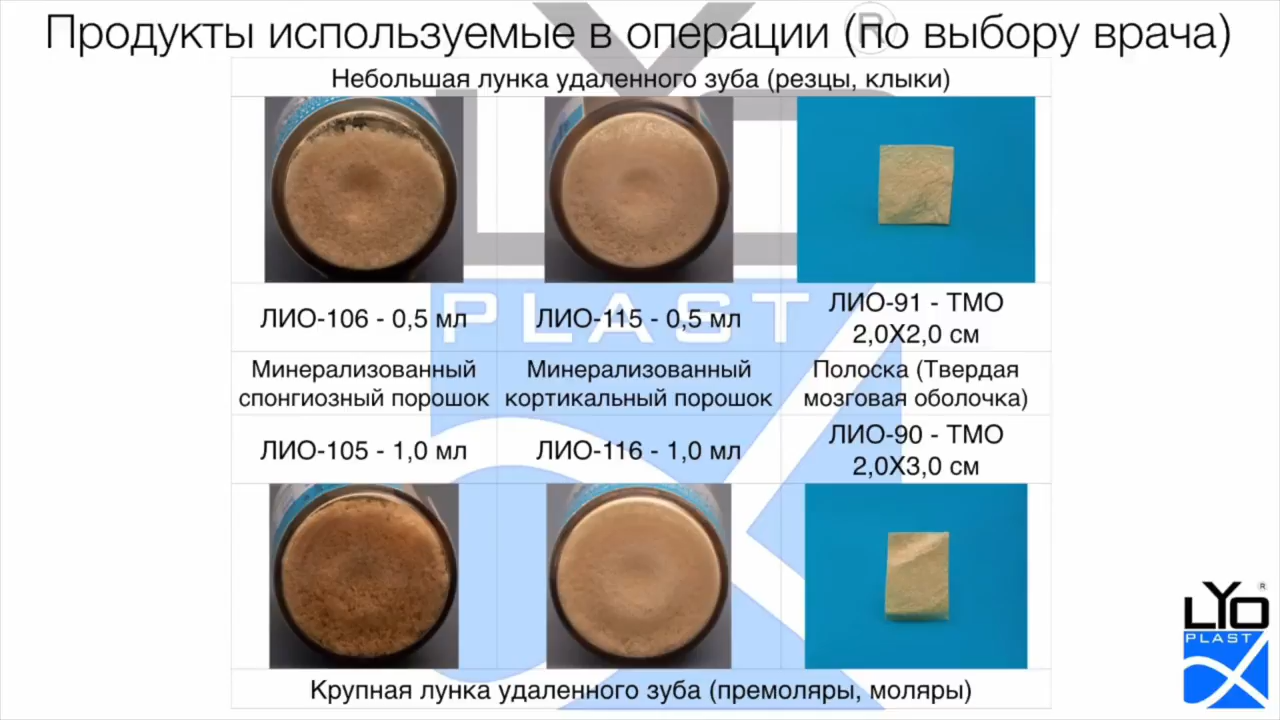 Продукты используемые в операции (по выбору врача)
Небольшая лунка удаленного зуба (резцы, клыки)
ЛИО-106 - 0,5 мл
ЛИО-115 - 0,5 мл
ЛИО-91 - ТМО
2,0Х2,0 см
Минерализованный
спонгиозный порошок
Минерализованный
кортикальный порошок
Полоска (Твердая
мозговая оболочка)
ЛИО-105 - 1,0 мл
ЛИО-116 - 1,0 мл
ЛИО-90 - ТМО
2,0Х3,0 см
Крупная лунка удаленного зуба (премоляры, моляры)
LYO
PLAST
LYO ®
PLAST